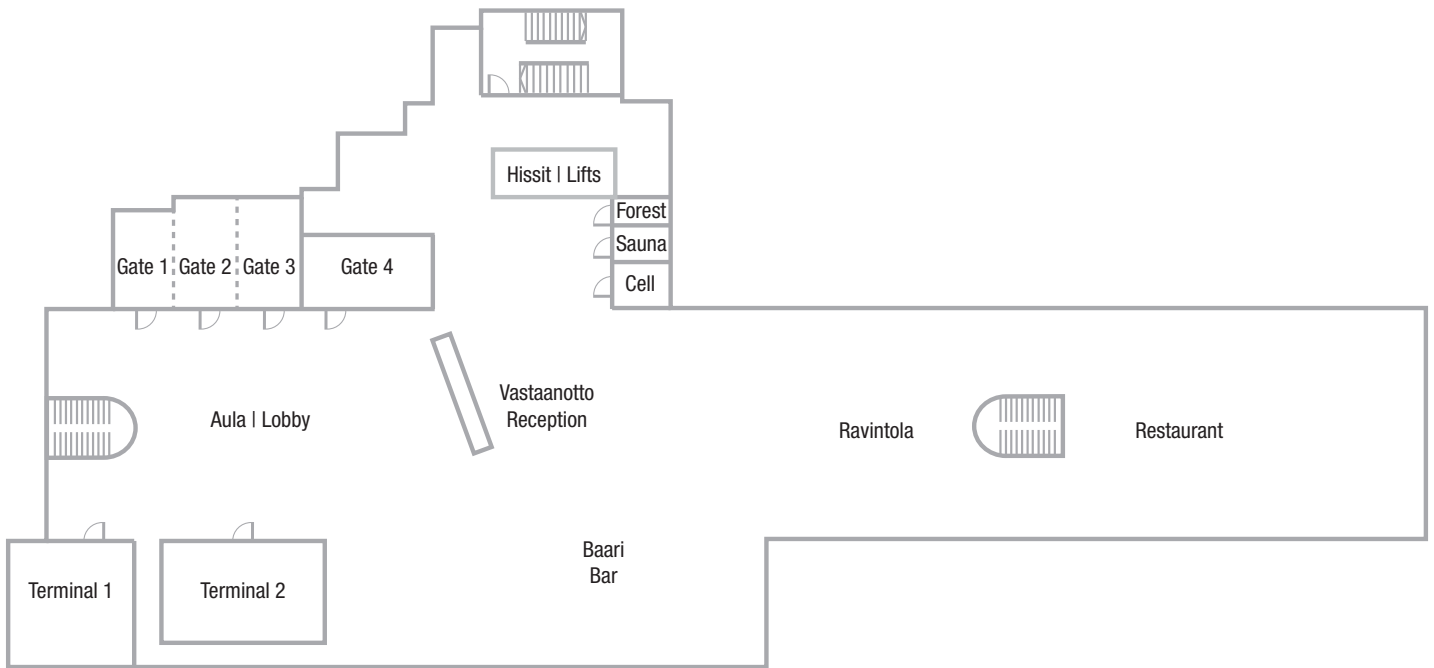 Hissit | Lifts
Forest
Sauna
Cell
Gate 1
Gate 2
Gate 3
Gate 4
Vastaanotto
Reception
Aula | Lobby
Ravintola
Restaurant
Baari
Bar
Terminal 1
Terminal 2